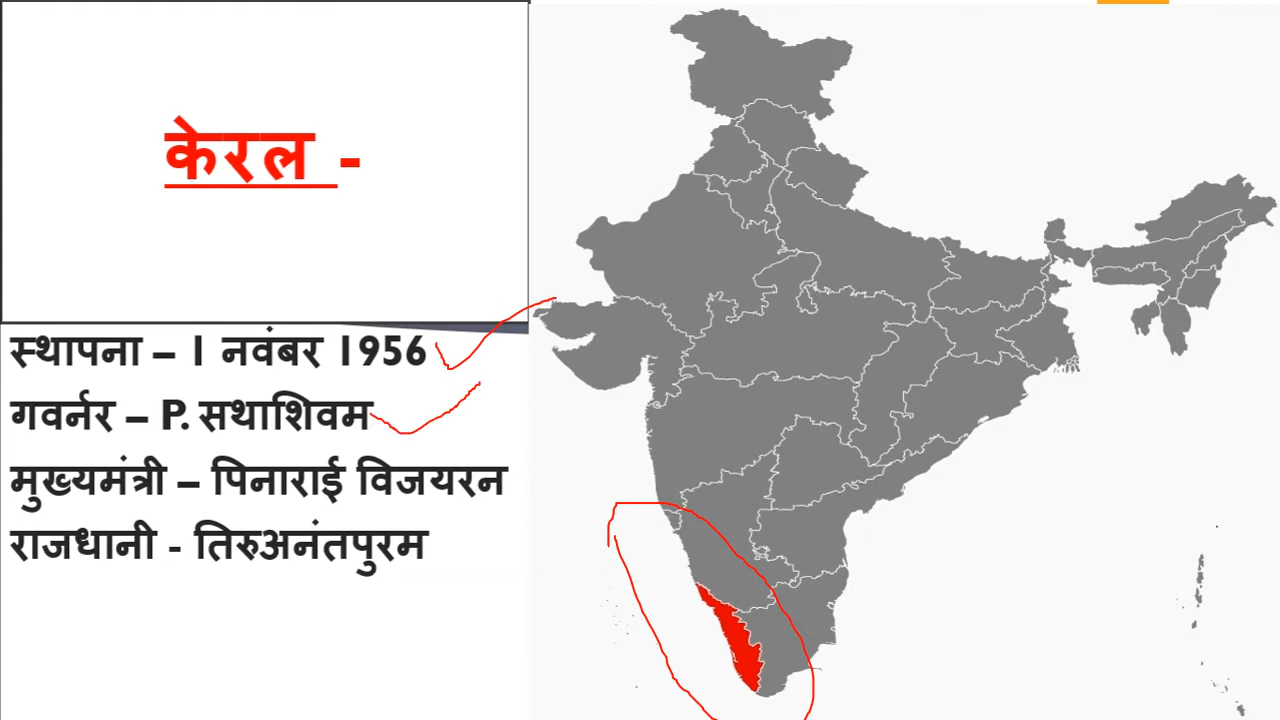 केरल -
स्थापना – 1 नवंबर 1956
गवर्नर – P. सथाशिवम
मुख्यमंत्री – पिनाराई विजयरन
राजधानी - तिरुअनंतपुरम